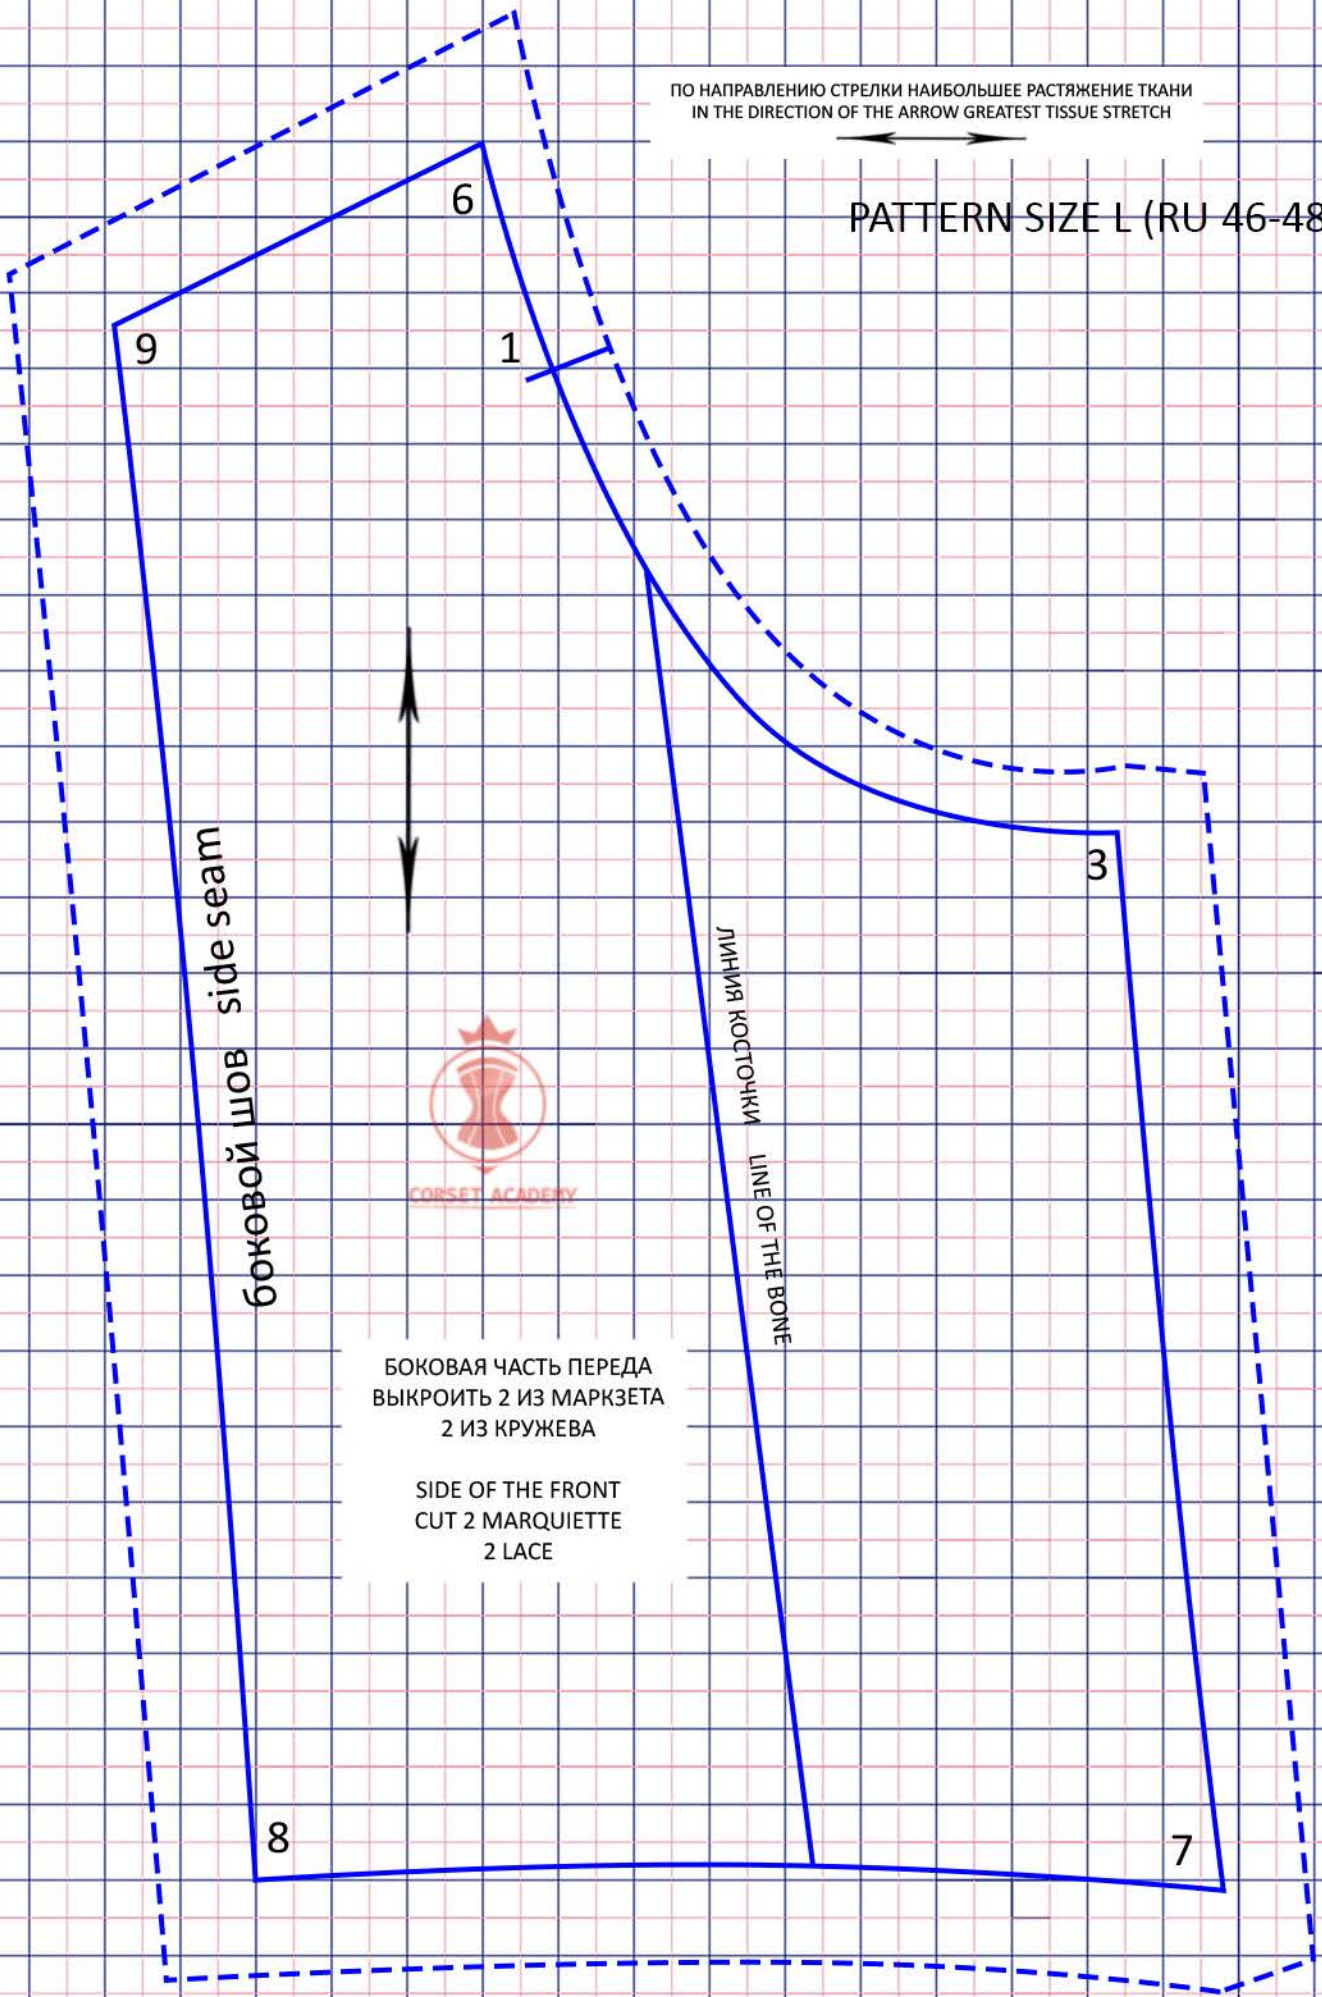 ПО НАПРАВЛЕНИЮ СТРЕЛКИ НАИБОЛЬШЕЕ РАСТЯЖЕНИЕ ТКАНИ
IN THE DIRECTION OF THE ARROW GREATEST TISSUE STRETCH
PATTERN SIZE L (RU 46-48
6
9
1
3
боковой шов side seam
ЛИНИЯ КОСТОЧКИ LINE OF THE BONE
CORSET ACADEMY
БОКОВАЯ ЧАСТЬ ПЕРЕДА
ВЫКРОИТЬ 2 ИЗ МАРКЗЕТА
2 ИЗ КРУЖЕВА
SIDE OF THE FRONT
CUT 2 MARQUIETTE
2 LACE
8
7